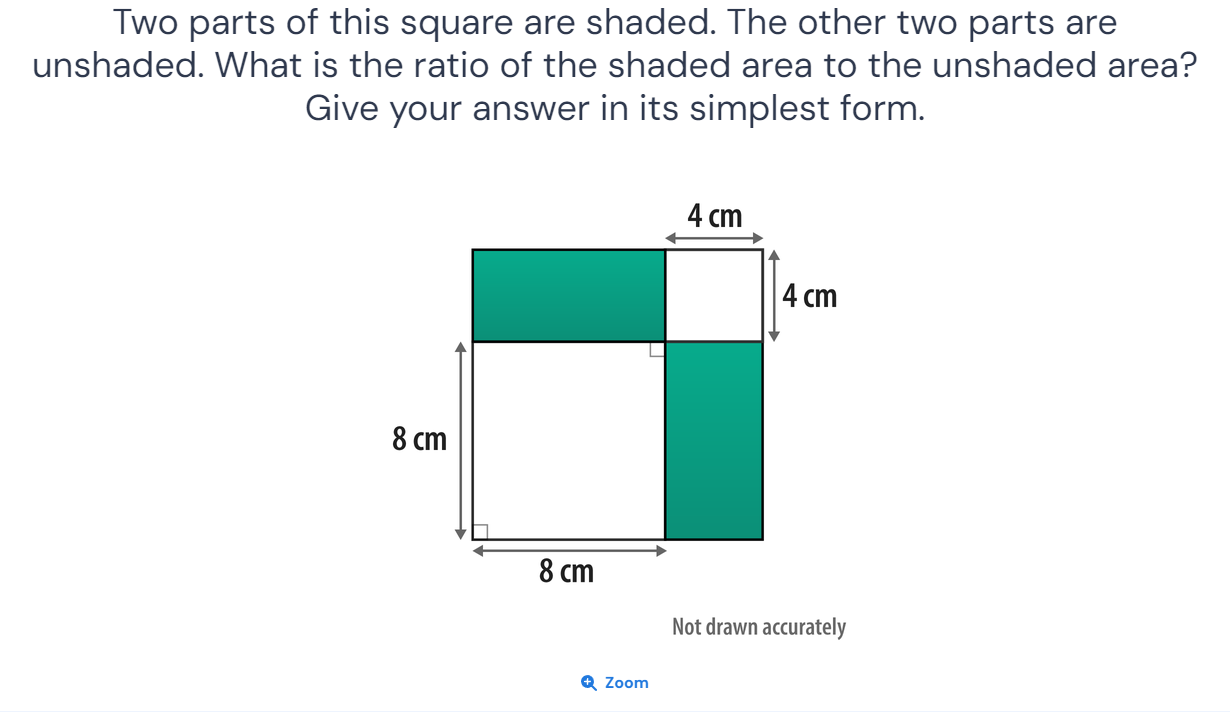 Two parts of this square are shaded. The other two parts are
unshaded. What is the ratio of the shaded area to the unshaded area?
Give your answer in its simplest form.
4 cm
4 cm
8 cm
8 cm
Not drawn accurately
Zoom